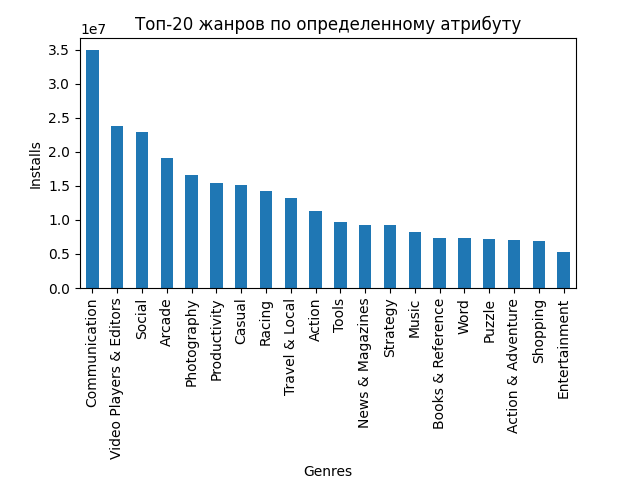 Топ-20 жанров по определенному атрибуту
1e7
3.5
3.0
2.5
2.0
1.5
1.0
0.5
0.0
Installs
Communication
Video Players & Editors
Social
Arcade
Photography
Productivity
Casual
Racing
Travel & Local
Action
Tools
News & Magazines
Strategy
Music
Books & Reference
Word
Puzzle
Action & Adventure
Shopping
Entertainment
Genres